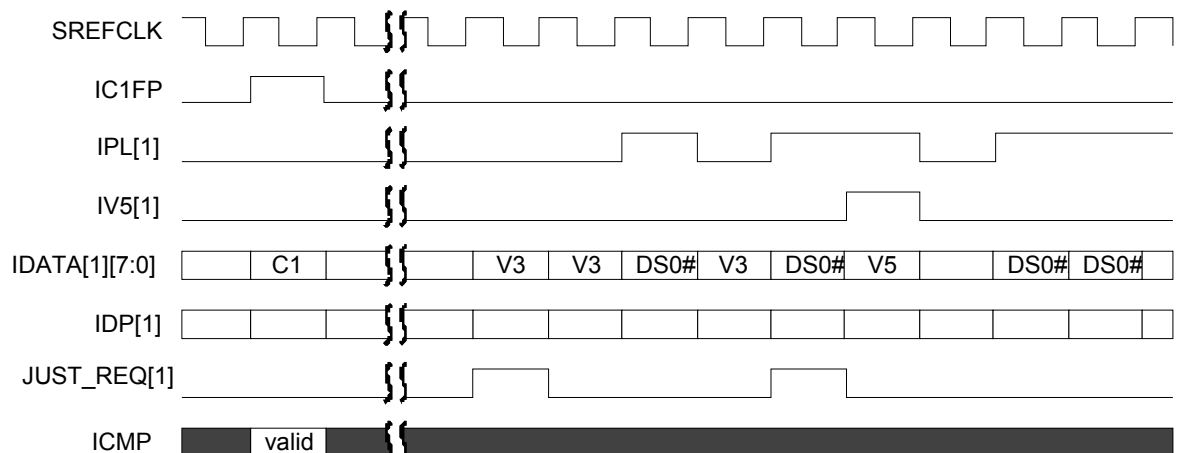 SREFCLK
IC1FP
IPL[1]
IV5[1]
IDATA[1][7:0] C1 V3 V3 DS0# V3 DS0# V5 DS0# DS0#
IDP[1]
JUST_REQ[1]
ICMP valid